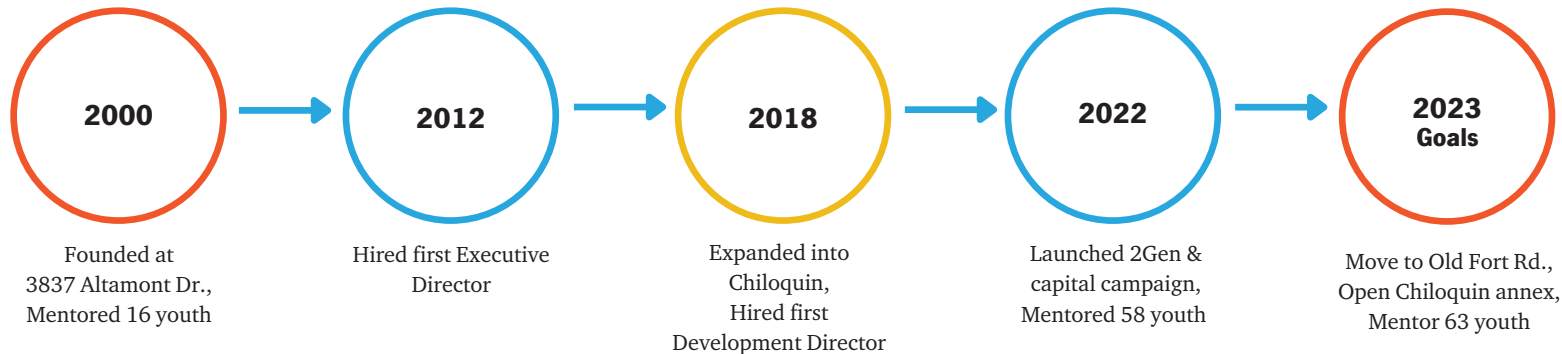 2000
Founded at
3837 Altamont Dr.,
Mentored 16 youth
2012
Hired first Executive
Director
2018
Expanded into
Chiloquin,
Hired first
Development Director
2022
Launched 2Gen &
capital campaign,
Mentored 58 youth
2023
Goals
Move to Old Fort Rd.,
Open Chiloquin annex,
Mentor 63 youth